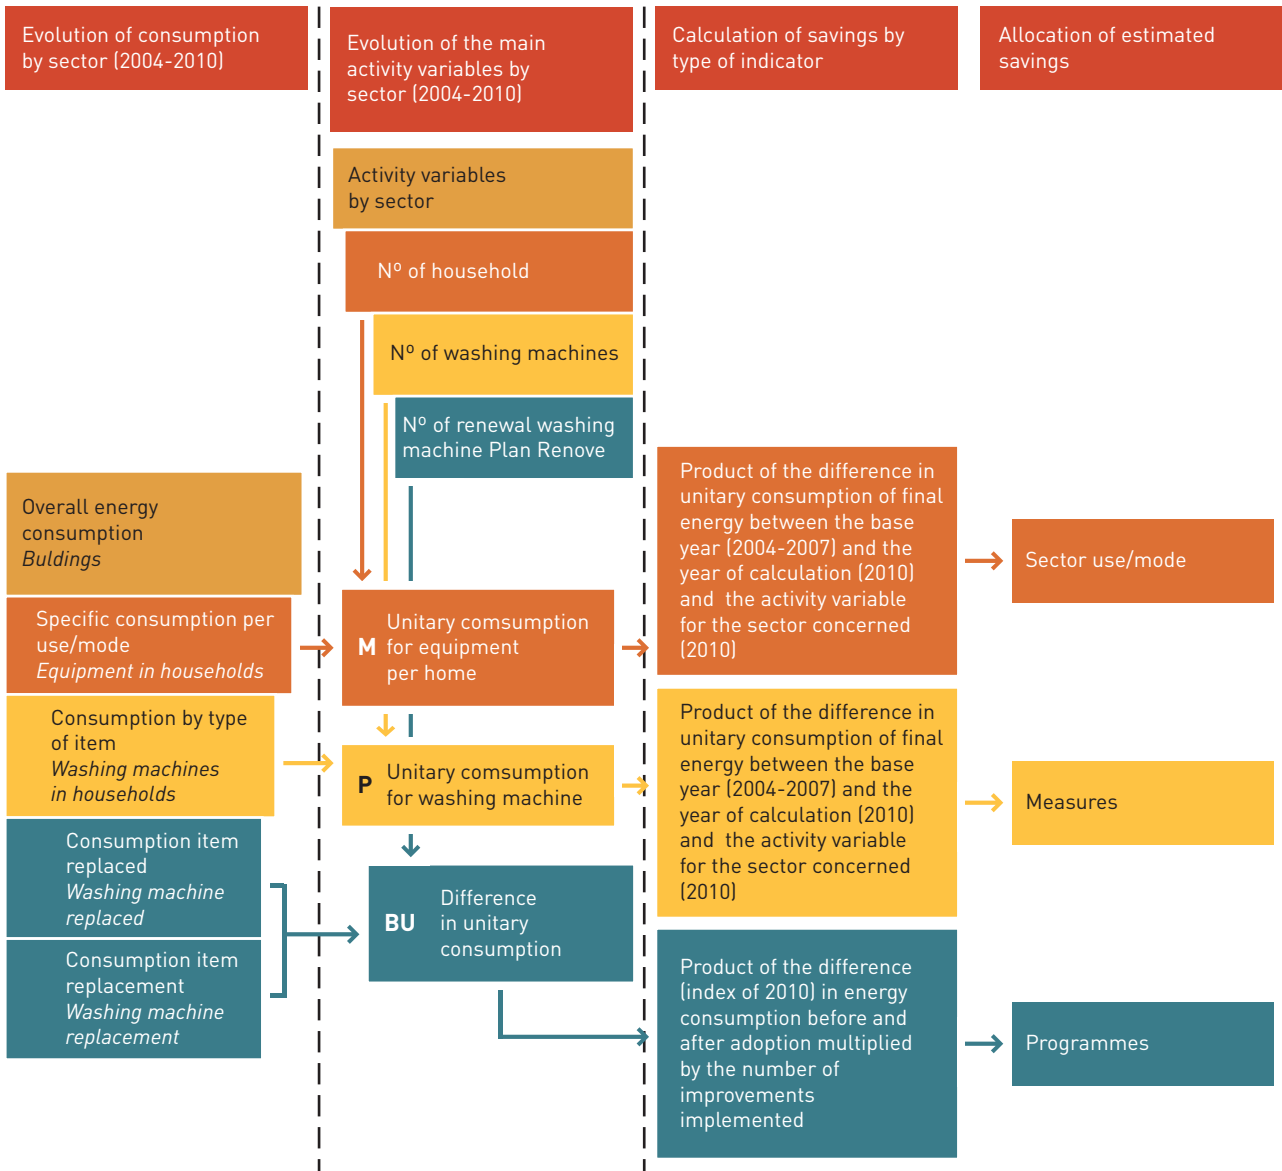 Evolution of consumption
by sector (2004-2010)
Evolution of the main
activity variables by
sector (2004-2010)
Calculation of savings by
type of indicator
Allocation of estimated
savings
Activity variables
by sector
Nº of household
Nº of washing machines
Nº of renewal washing
machine Plan Renove
Overall energy
consumption
Buldings
Specific consumption per
use/mode
Equipment in households
M
Unitary comsumption
for equipment
per home
Product of the difference in
unitary consumption of final
energy between the base
year (2004-2007) and the
year of calculation (2010)
and the activity variable
for the sector concerned
(2010)
Sector use/mode
Consumption by type
of item
Washing machines
in households
P
Unitary comsumption
for washing machine
Product of the difference in
unitary consumption of final
energy between the base
year (2004-2007) and the
year of calculation (2010)
and the activity variable
for the sector concerned
(2010)
Measures
Consumption item
replaced
Washing machine
replaced
Consumption item
replacement
Washing machine
replacement
BU
Difference
in unitary
consumption
Product of the difference
(index of 2010) in energy
consumption before and
after adoption multiplied
by the number of
improvements
implemented
Programmes